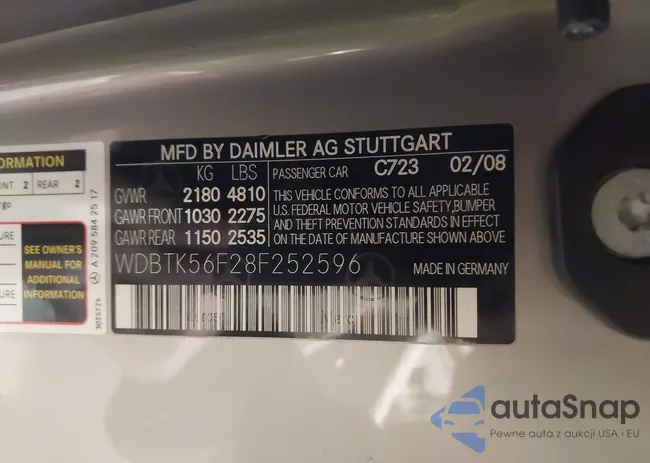 ORMATION
NT 2 REAR 2
rgo
SEE OWNER'S
MANUAL FOR
ADDITIONAL
INFORMATION
A 209 584 25 17
3025725
MFD BY DAIMLER AG STUTTGART
KG LBS PASSENGER CAR C723 02/08
GVWR 2180 4810
GAWR FRONT 1030 2275
GAWR REAR 1150 2535
THIS VEHICLE CONFORMS TO ALL APPLICABLE
U.S. FEDERAL MOTOR VEHICLE SAFETY, BUMPER
AND THEFT PREVENTION STANDARDS IN EFFECT
ON THE DATE OF MANUFACTURE SHOWN ABOVE
WDBTK56F28F252596 MADE IN GERMANY
autaSnap
Pewne auta z aukcji USA i EU